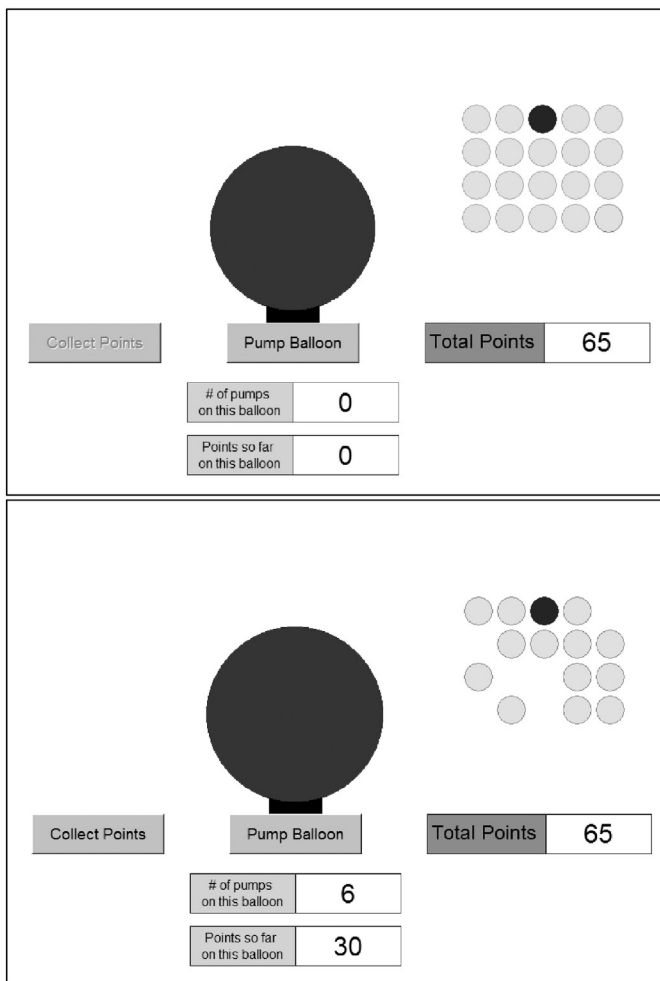 Collect Points
Pump Balloon
Total Points
65
# of pumps
on this balloon
0
Points so far
on this balloon
0
Collect Points
Pump Balloon
Total Points
65
# of pumps
on this balloon
6
Points so far
on this balloon
30